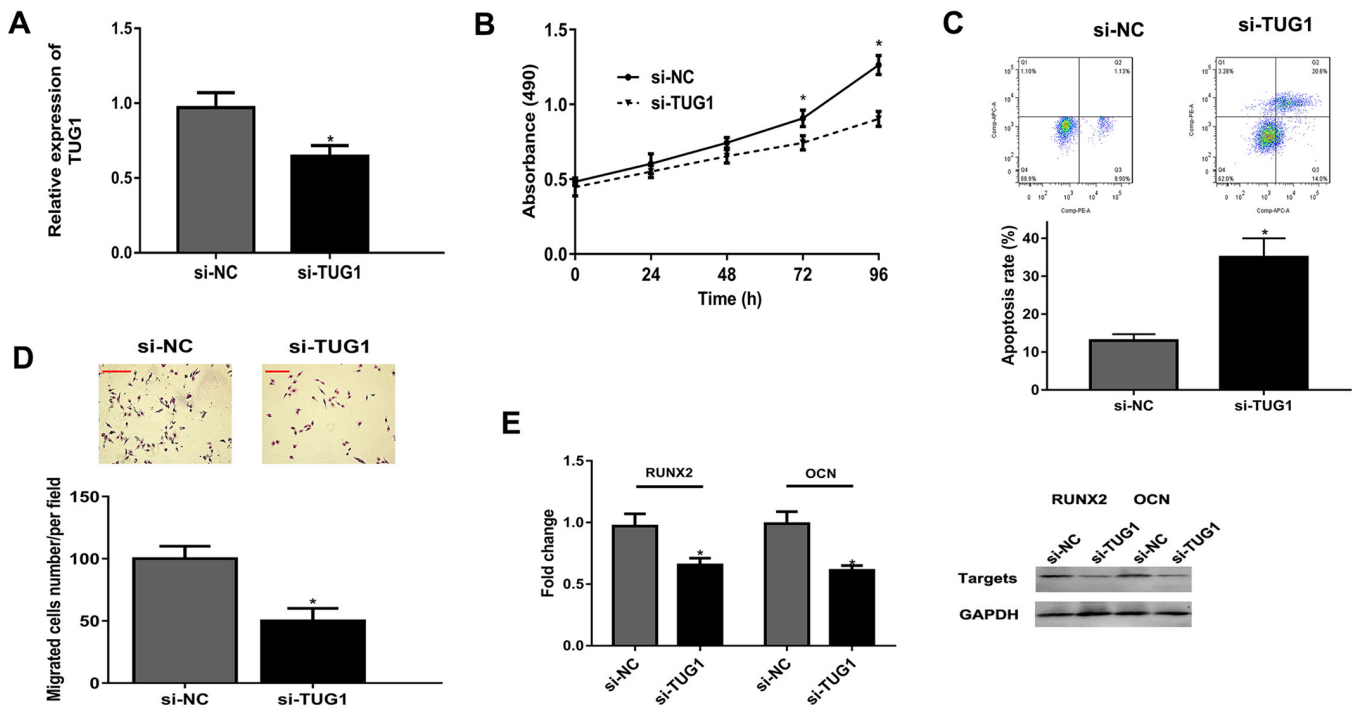 A
Relative expression of
TUG1
1.5
1.0
0.5
0.0
si-NC
si-TUG1
*
B
Absorbance (490)
2.0
1.5
1.0
0.5
0.0
si-NC
si-TUG1
*
*
0
24
48
72
96
Time (h)
C
si-NC
si-TUG1
Q1
1.10%
Q2
1.13%
Q4
88.9%
Q3
8.90%
Comp-APC-A
Comp-PE-A
Q1
3.28%
Q2
20.6%
Q4
62.0%
Q3
14.0%
Comp-PE-A
Comp-APC-A
Apoptosis rate (%)
40
30
20
10
0
*
si-NC
si-TUG1
D
si-NC
si-TUG1
Migrated cells number/per field
150
100
50
0
*
si-NC
si-TUG1
E
Fold change
1.5
1.0
0.5
0.0
RUNX2
OCN
*
*
si-NC
si-TUG1
si-NC
si-TUG1
RUNX2 OCN
si-NC
si-TUG1
si-NC
si-TUG1
Targets
GAPDH